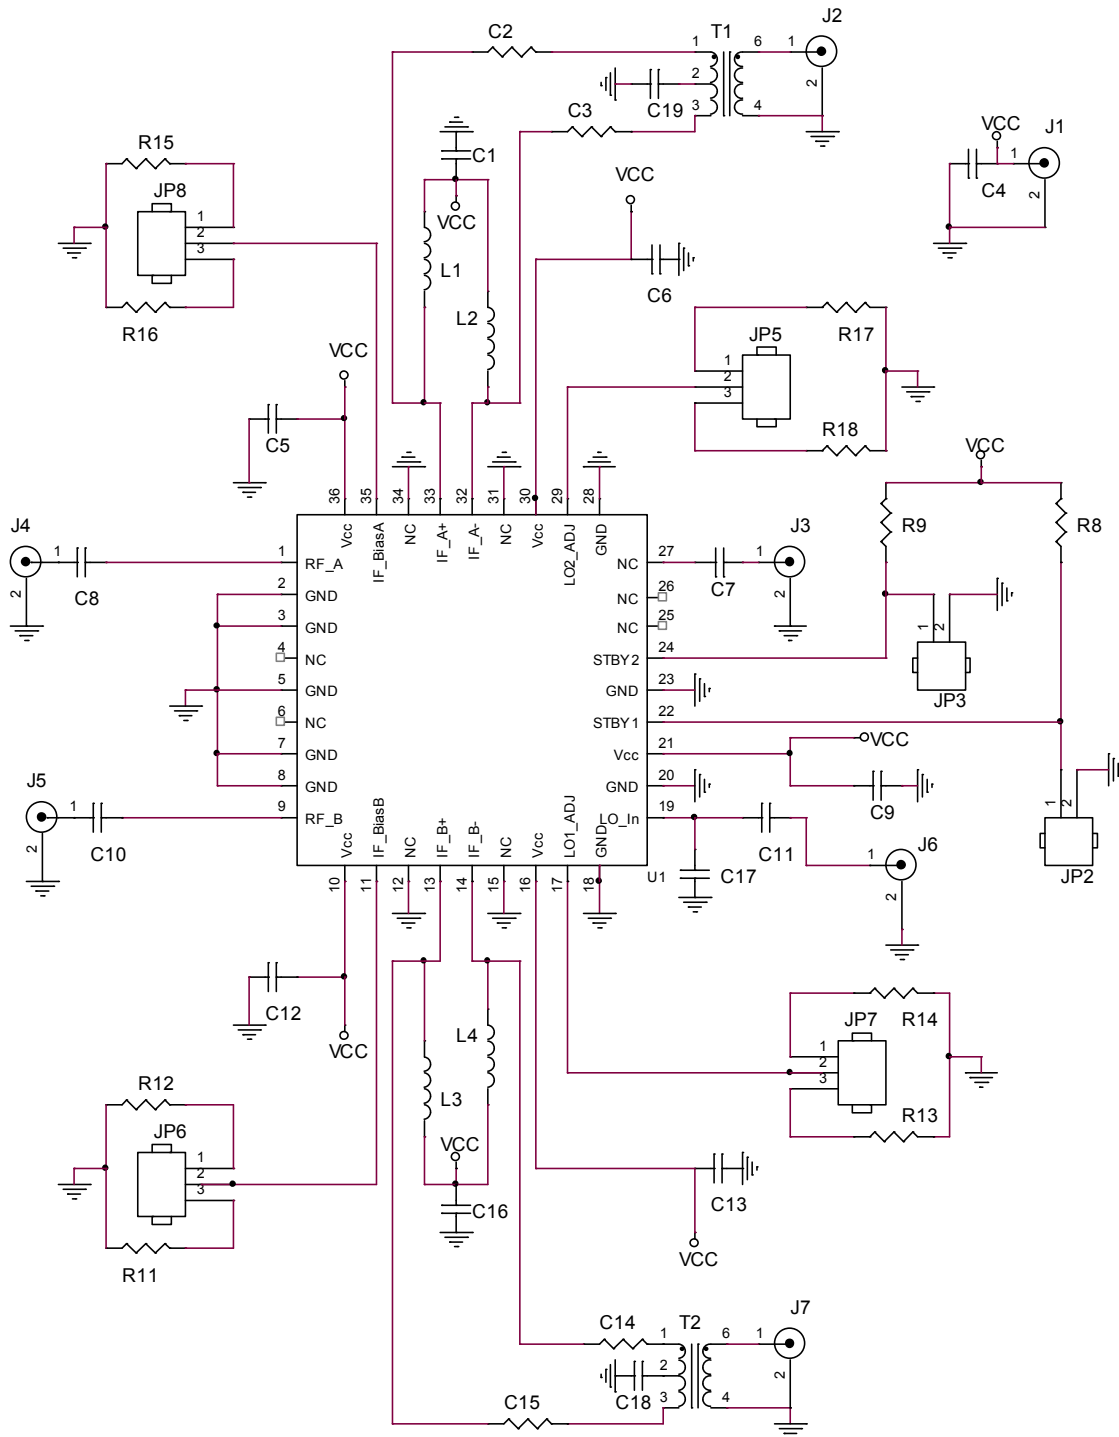 J2
C2
T1
1
6
1
2
2
C19
3
4
C3
J1
VCC
1
C4
2
R15
C1
JP8
VCC
VCC
1
2
3
L1
C6
R16
L2
R17
JP5
VCC
1
2
3
C5
R18
VCC
36
35
34
33
32
31
30
29
28
R9
R8
J4
Vcc
IF_BiasA
NC
IF_A+
IF_A-
NC
Vcc
LO2_ADJ
GND
J3
1
1
RF_A
NC
27
1
C8
C7
2
2
GND
NC
26
2
3
GND
NC
25
1
2
4
NC
STBY2
24
5
GND
GND
23
JP3
6
NC
STBY1
22
7
GND
Vcc
21
VCC
8
GND
GND
20
J5
C9
1
2
1
9
RF_B
LO_In
19
C10
C11
J6
2
Vcc
IF_BiasB
NC
IF_B+
IF_B-
NC
Vcc
LO1_ADJ
GND
1
U1
C17
JP2
10
11
12
13
14
15
16
17
18
2
C12
R14
JP7
L4
VCC
1
2
3
R12
L3
R13
JP6
VCC
1
2
3
C16
C13
R11
VCC
J7
C14
T2
1
6
1
2
2
C18
C15
3
4